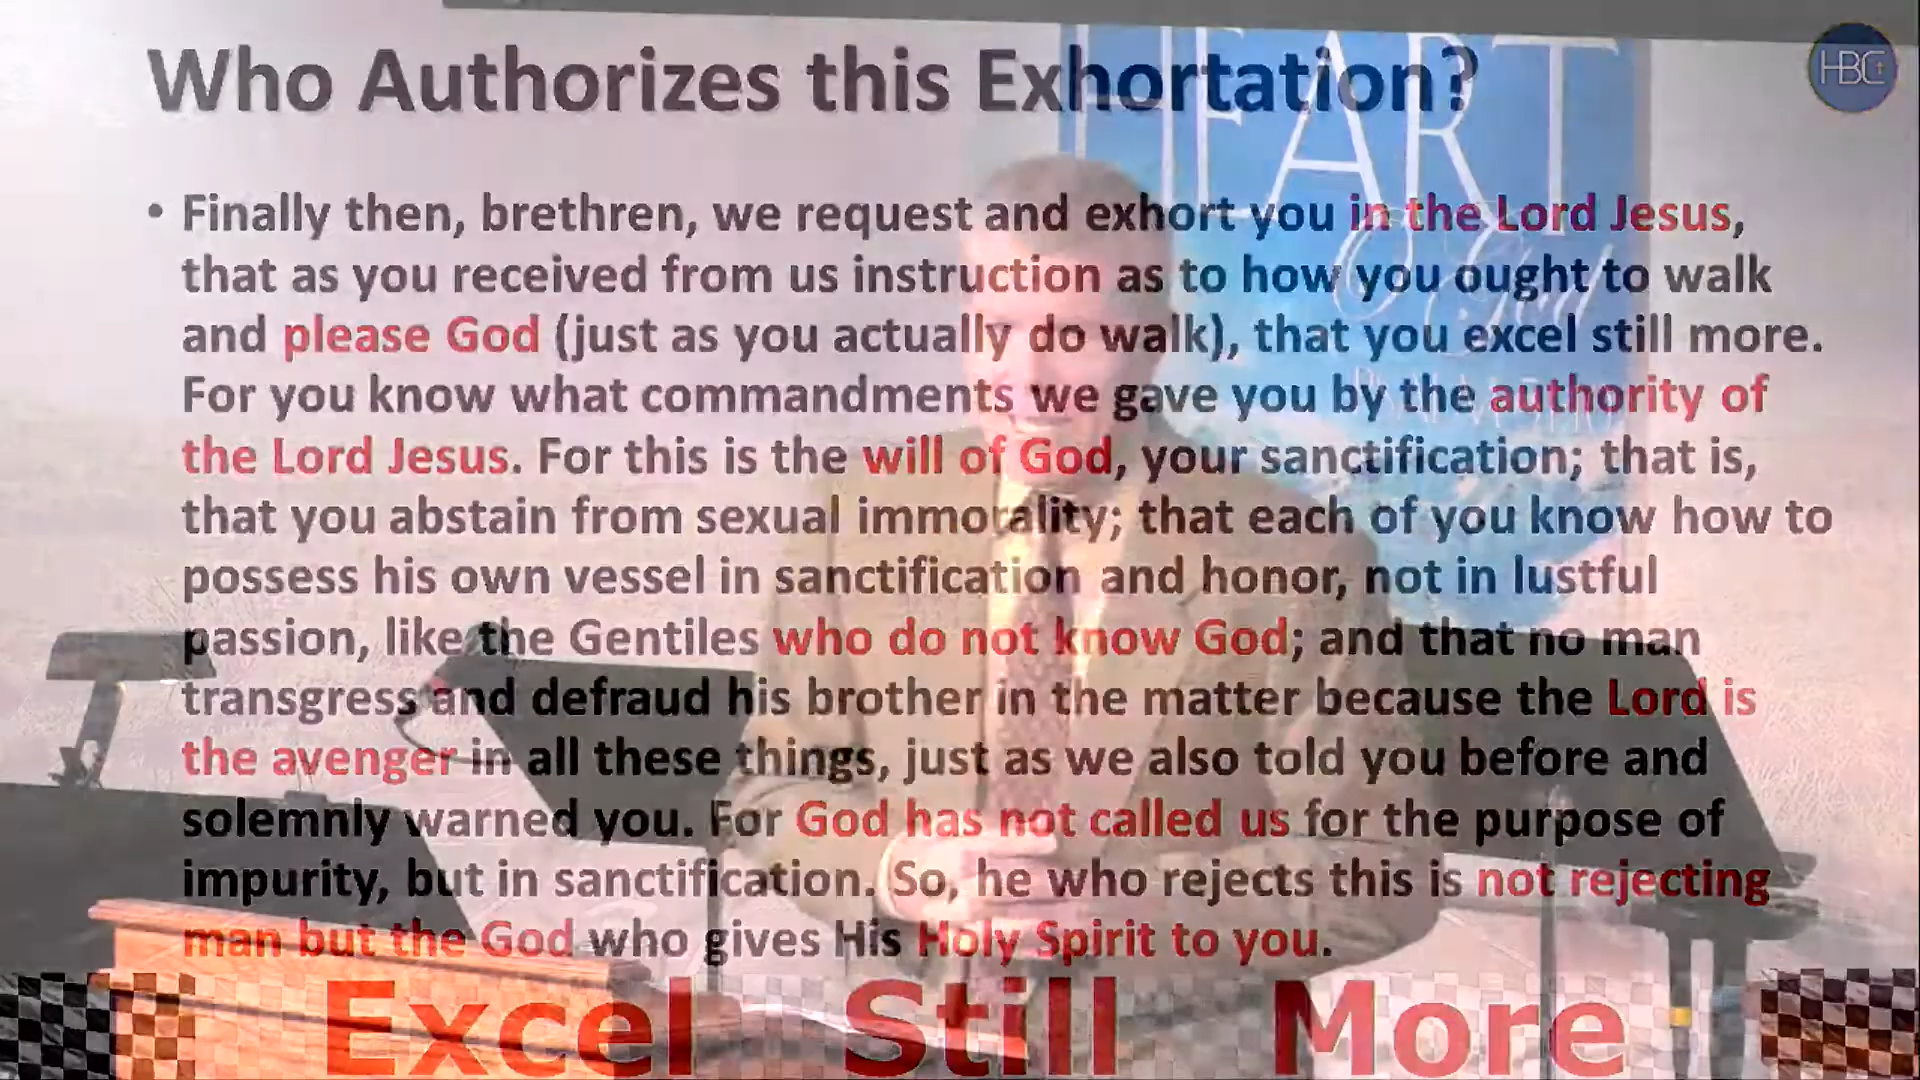 Who Authorizes this Exhortation?
HEART
HBC
• Finally then, brethren, we request and exhort you in the Lord Jesus,
that as you received from us instruction as to how you ought to walk
and please God (just as you actually do walk), that you excel still more.
For you know what commandments we gave you by the authority of
the Lord Jesus. For this is the will of God, your sanctification; that is,
that you abstain from sexual immorality; that each of you know how to
possess his own vessel in sanctification and honor, not in lustful
passion, like the Gentiles who do not know God; and that no man
transgress and defraud his brother in the matter because the Lord is
the avenger in all these things, just as we also told you before and
solemnly warned you. For God has not called us for the purpose of
impurity, but in sanctification. So, he who rejects this is not rejecting
man but the God who gives His Holy Spirit to you.
O God
Excel Still More